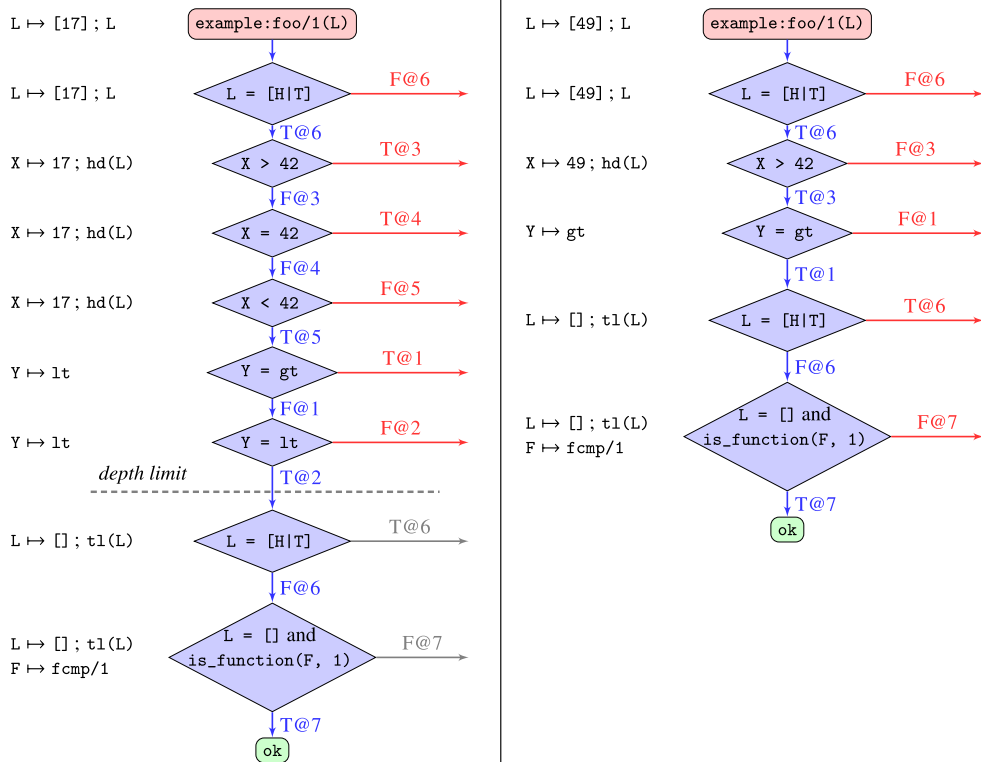 L ↦ [17] ; L
example:foo/1(L)
L ↦ [17] ; L
L = [H|T]
F@6
T@6
X ↦ 17 ; hd(L)
X > 42
T@3
F@3
X ↦ 17 ; hd(L)
X = 42
T@4
F@4
X ↦ 17 ; hd(L)
X < 42
F@5
T@5
Y ↦ lt
Y = gt
T@1
F@1
Y ↦ lt
Y = lt
F@2
depth limit
T@2
L ↦ [] ; tl(L)
L = [H|T]
T@6
F@6
L ↦ [] ; tl(L)
F ↦ fcmp/1
L = [] and
is_function(F, 1)
F@7
T@7
ok
L ↦ [49] ; L
example:foo/1(L)
L ↦ [49] ; L
L = [H|T]
F@6
T@6
X ↦ 49 ; hd(L)
X > 42
F@3
T@3
Y ↦ gt
Y = gt
F@1
T@1
L ↦ [] ; tl(L)
L = [H|T]
T@6
F@6
L ↦ [] ; tl(L)
F ↦ fcmp/1
L = [] and
is_function(F, 1)
F@7
T@7
ok